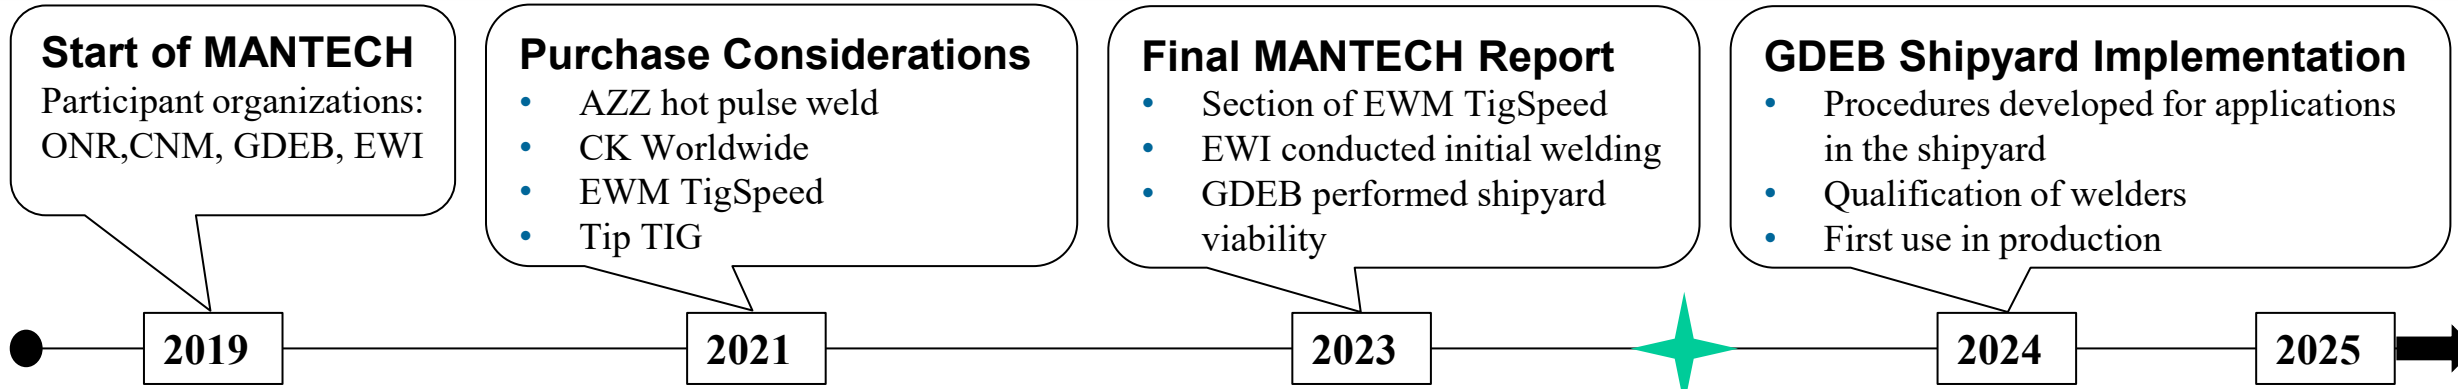 Start of MANTECH
Participant organizations:
ONR,CNM, GDEB, EWI
Purchase Considerations
• AZZ hot pulse weld
• CK Worldwide
• EWM TigSpeed
• Tip TIG
Final MANTECH Report
• Section of EWM TigSpeed
• EWI conducted initial welding
• GDEB performed shipyard
viability
GDEB Shipyard Implementation
• Procedures developed for applications
in the shipyard
• Qualification of welders
• First use in production
2019
2021
2023
2024
2025